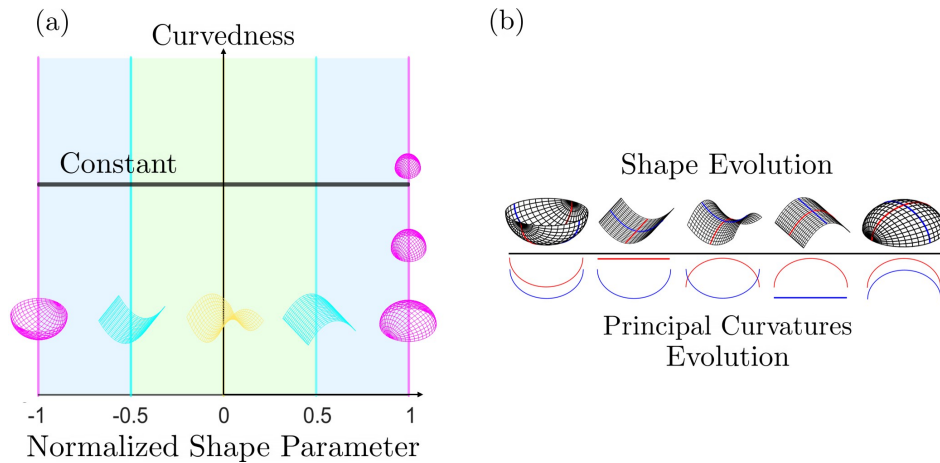 (a)
Curvedness
Constant
-1
-0.5
0
0.5
1
Normalized Shape Parameter
(b)
Shape Evolution
Principal Curvatures
Evolution